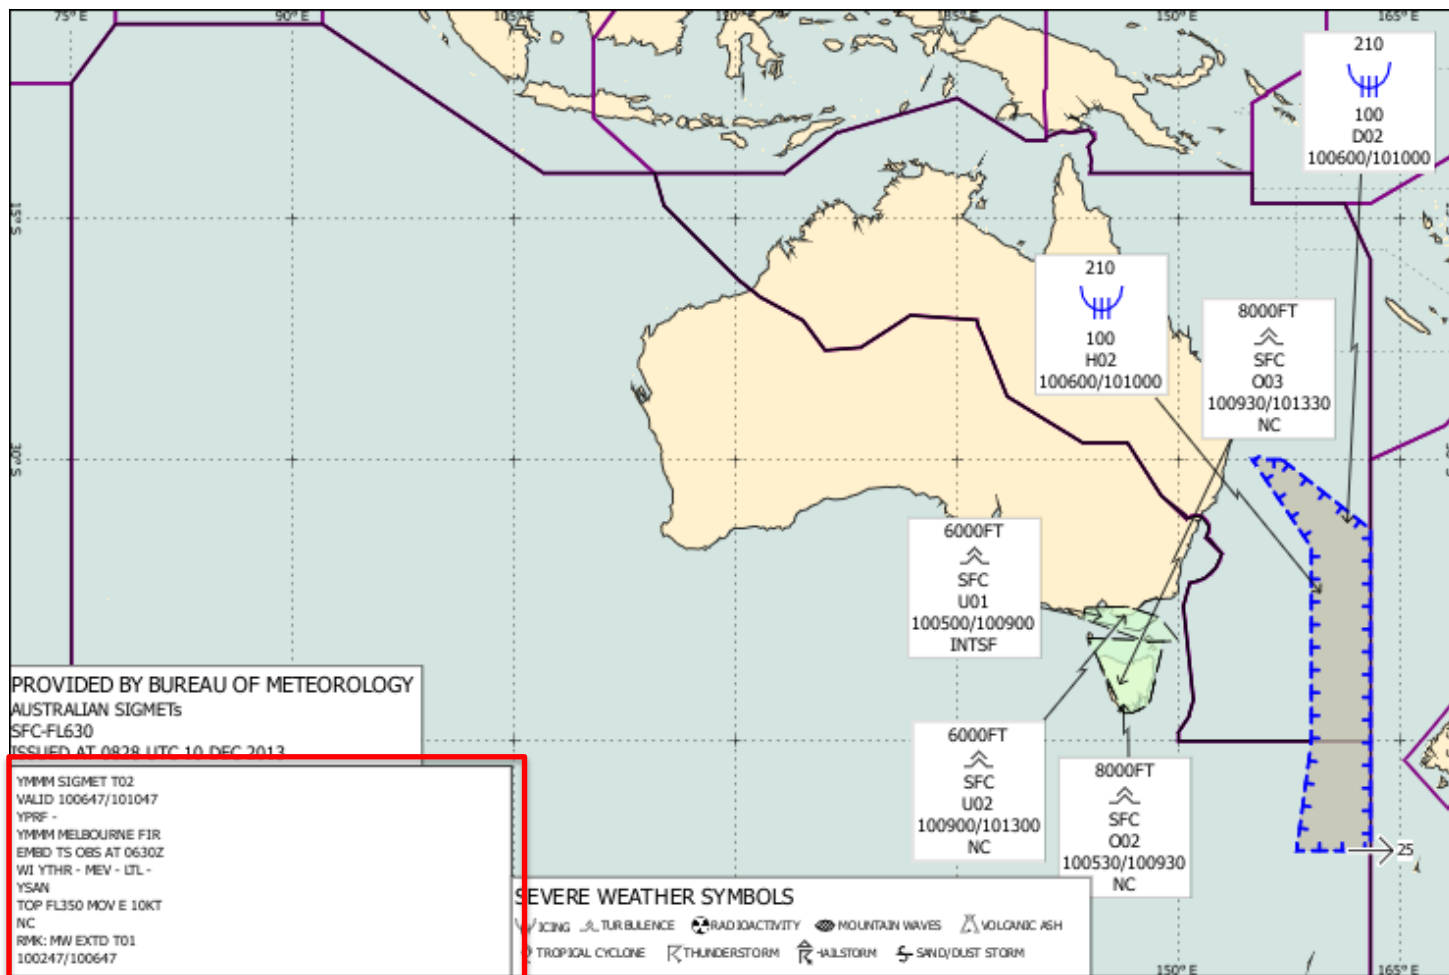 75° E
90° E
105° E
120° E
135° E
150° E
165° E
210
100
D02
100600/101000
15° S
210
100
H02
100600/101000
8000FT
SFC
O03
100930/101330
NC
30° S
6000FT
SFC
U01
100500/100900
INTSF
PROVIDED BY BUREAU OF METEOROLOGY
AUSTRALIAN SIGMETs
SFC-FL630
ISSUED AT 0828 UTC 10 DEC 2013
6000FT
SFC
U02
100900/101300
NC
8000FT
SFC
O02
100530/100930
NC
25
YMMM SIGMET T02
VALID 100647/101047
YPRF -
YMMM MELBOURNE FIR
EMBD TS OBS AT 0630Z
WI YTHR - MEV - LTL -
YSAN
TOP FL350 MOV E 10KT
NC
RMK: MW EXTD T01
100247/100647
SEVERE WEATHER SYMBOLS
ICING TURBULENCE RADIOACTIVITY MOUNTAIN WAVES VOLCANIC ASH
TROPICAL CYCLONE THUNDERSTORM HAILSTORM SAND/DUST STORM
150° E
165° E